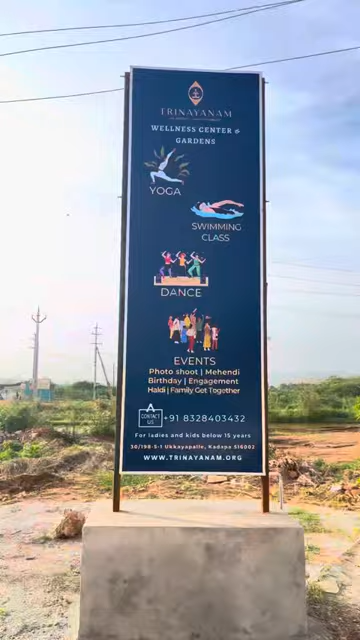 TRINAYANAM
WELLNESS CENTER &
GARDENS
YOGA
SWIMMING
CLASS
DANCE
EVENTS
Photo shoot | Mehendi
Birthday | Engagement
Haldi | Family Get Together
CONTACT
US
+91 8328403432
For ladies and kids below 15 years
50/198-5-1 Ukkayapalle, Kadapa 516002
WWW.TRINAYANAM.ORG